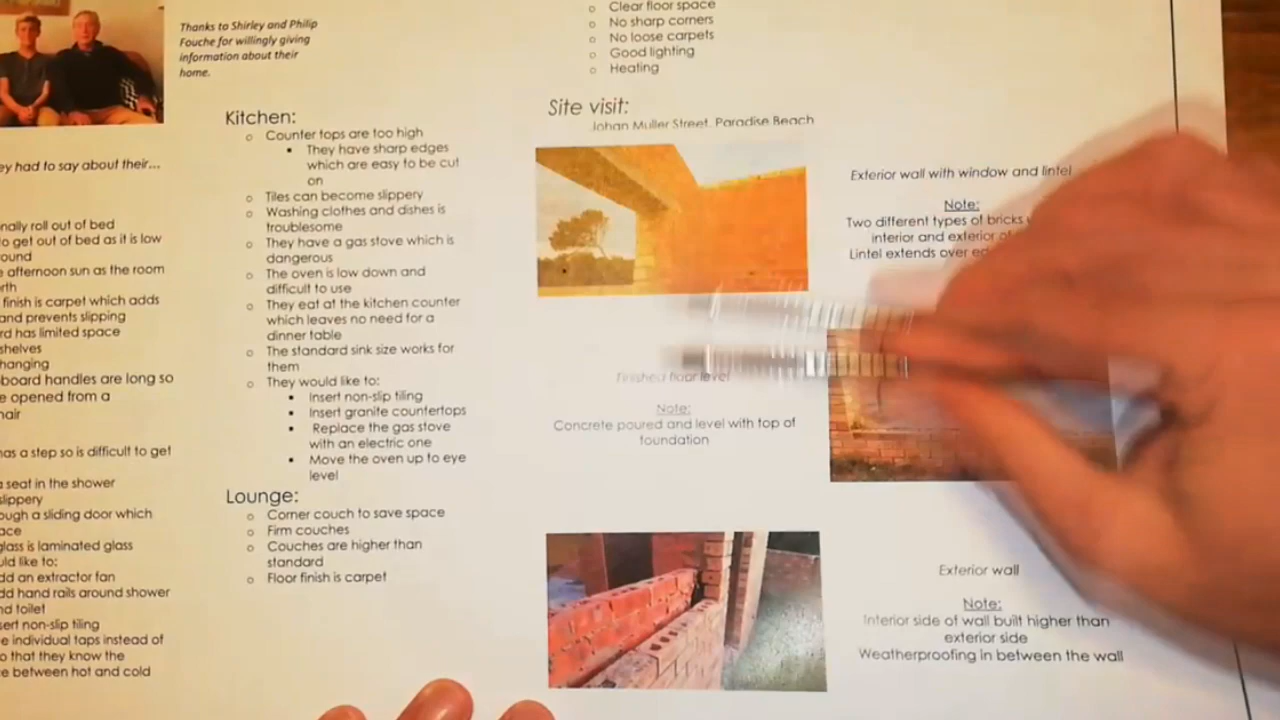 Thanks to Shirley and Philip
Fouche for willingly giving
information about their
home.
ey had to say about their...
nally roll out of bed
to get out of bed as it is low
ound
e afternoon sun as the room
rth
finish is carpet which adds
and prevents slipping
rd has limited space
shelves
hanging
board handles are long so
e opened from a
hair
has a step so is difficult to get
a seat in the shower
slippery
ough a sliding door which
ace
glass is laminated glass
uld like to:
dd an extractor fan
dd hand rails around shower
nd toilet
sert non-slip tiling
e individual taps instead of
o that they know the
e between hot and cold
Kitchen:
Counter tops are too high
They have sharp edges
which are easy to be cut
on
Tiles can become slippery
Washing clothes and dishes is
troublesome
They have a gas stove which is
dangerous
The oven is low down and
difficult to use
They eat at the kitchen counter
which leaves no need for a
dinner table
The standard sink size works for
them
They would like to:
Insert non-slip tiling
Insert granite countertops
Replace the gas stove
with an electric one
Move the oven up to eye
level
Lounge:
Corner couch to save space
Firm couches
Couches are higher than
standard
Floor finish is carpet
Clear floor space
No sharp corners
No loose carpets
Good lighting
Heating
Site visit:
Johan Muller Street, Paradise Beach
Exterior wall with window and lintel
Note:
Two different types of bricks
interior and exterior
Lintel extends over
Finished floor level
Note:
Concrete poured and level with top of
foundation
Exterior wall
Note:
Interior side of wall built higher than
exterior side
Weatherproofing in between the wall